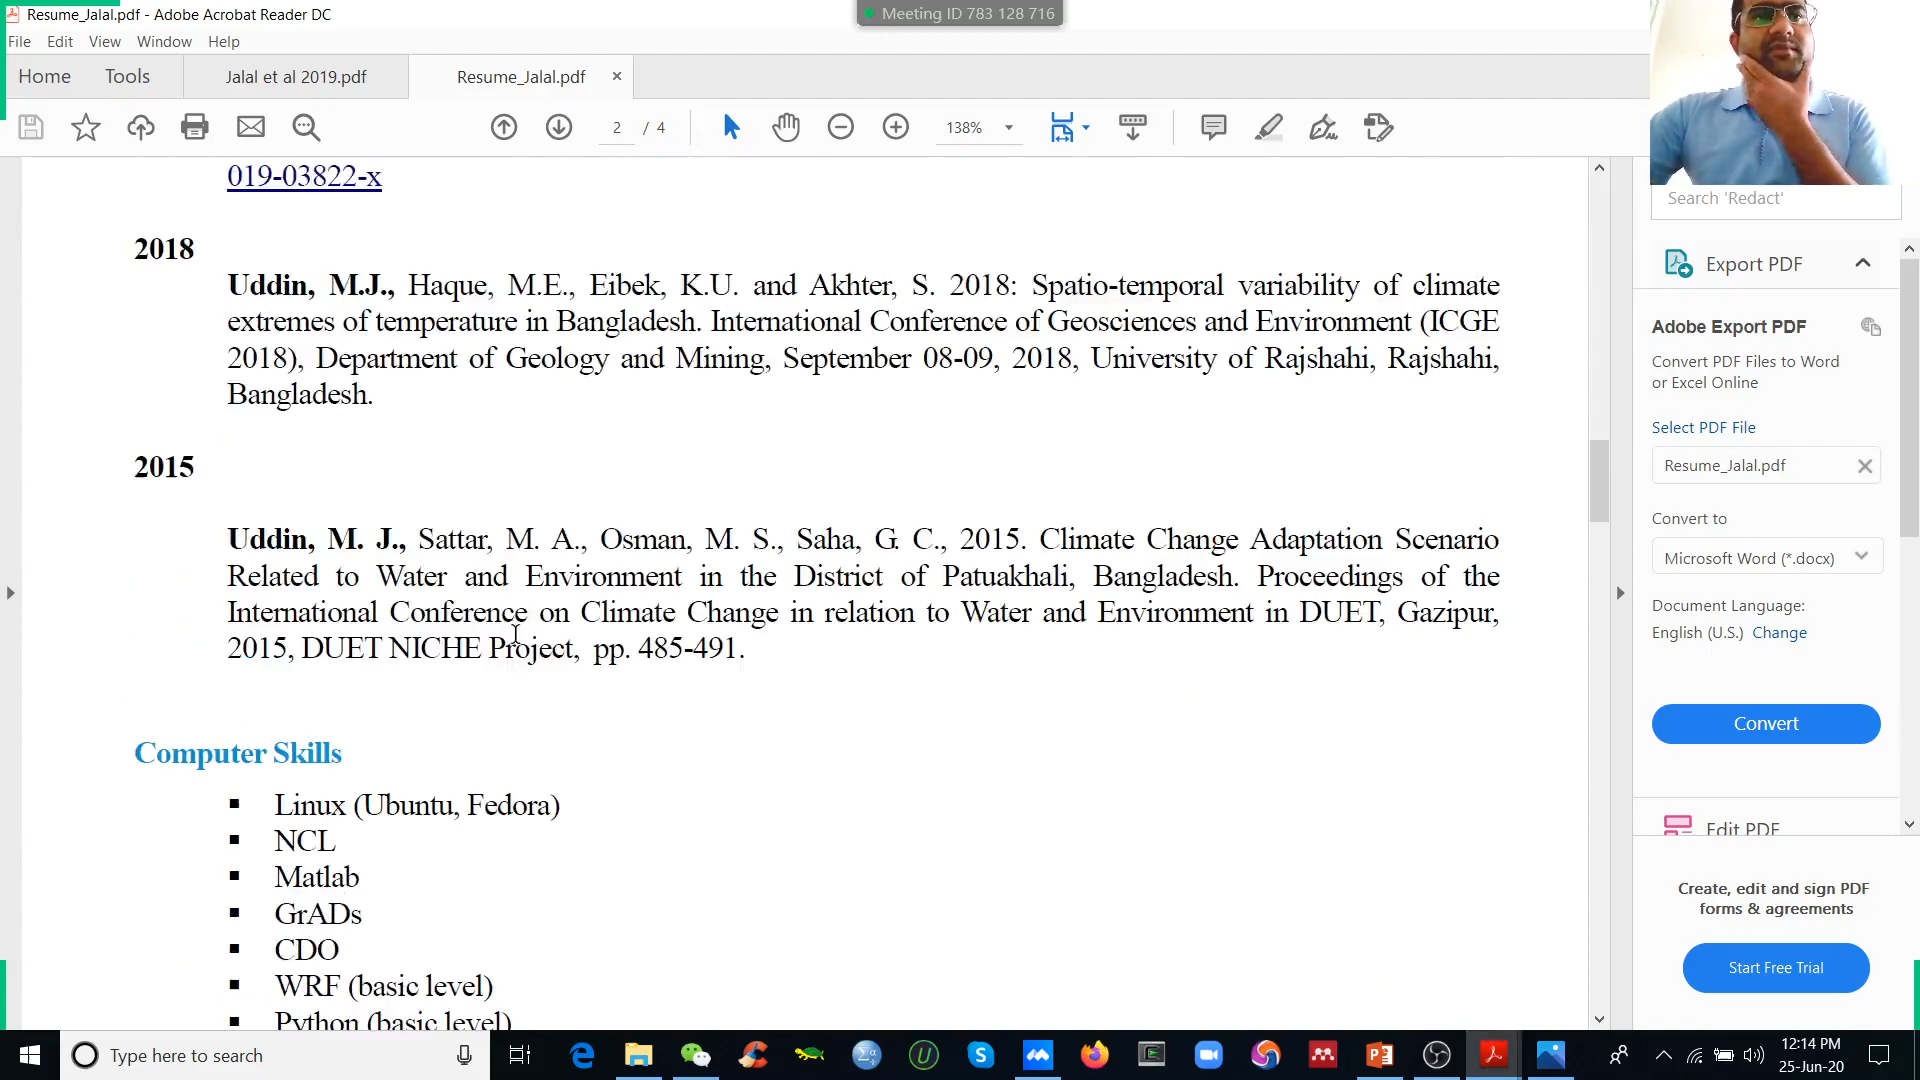 Resume_Jalal.pdf - Adobe Acrobat Reader DC
Meeting ID 783 128 716
File Edit View Window Help
Home Tools Jalal et al 2019.pdf Resume_Jalal.pdf ×
2 / 4 138%
Search 'Redact'
019-03822-x
2018
Uddin, M.J., Haque, M.E., Eibek, K.U. and Akhter, S. 2018: Spatio-temporal variability of climate
extremes of temperature in Bangladesh. International Conference of Geosciences and Environment (ICGE
2018), Department of Geology and Mining, September 08-09, 2018, University of Rajshahi, Rajshahi,
Bangladesh.
2015
Uddin, M. J., Sattar, M. A., Osman, M. S., Saha, G. C., 2015. Climate Change Adaptation Scenario
Related to Water and Environment in the District of Patuakhali, Bangladesh. Proceedings of the
International Conference on Climate Change in relation to Water and Environment in DUET, Gazipur,
2015, DUET NICHE Project, pp. 485-491.
Computer Skills
Linux (Ubuntu, Fedora)
NCL
Matlab
GrADs
CDO
WRF (basic level)
Python (basic level)
Export PDF
Adobe Export PDF
Convert PDF Files to Word
or Excel Online
Select PDF File
Resume_Jalal.pdf
Convert to
Microsoft Word (*.docx)
Document Language:
English (U.S.) Change
Convert
Edit PDF
Create, edit and sign PDF
forms & agreements
Start Free Trial
Type here to search
12:14 PM
25-Jun-20